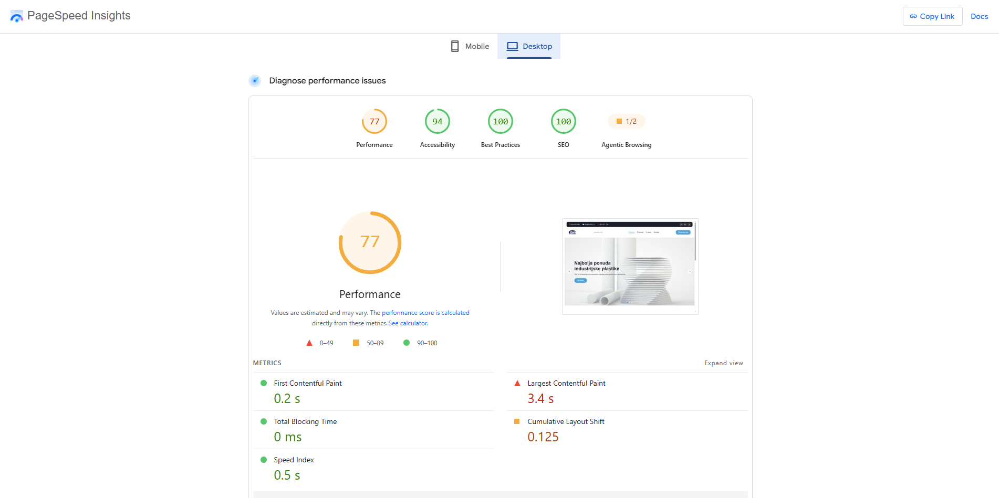 PageSpeed Insights
Copy Link
Docs
Mobile
Desktop
Diagnose performance issues
77
94
100
100
1/2
Performance
Accessibility
Best Practices
SEO
Agentic Browsing
77
Performance
Values are estimated and may vary. The performance score is calculated
directly from these metrics. See calculator.
0–49
50–89
90–100
Najbolja ponuda
industrijske plastike
METRICS
Expand view
First Contentful Paint
0.2 s
Largest Contentful Paint
3.4 s
Total Blocking Time
0 ms
Cumulative Layout Shift
0.125
Speed Index
0.5 s